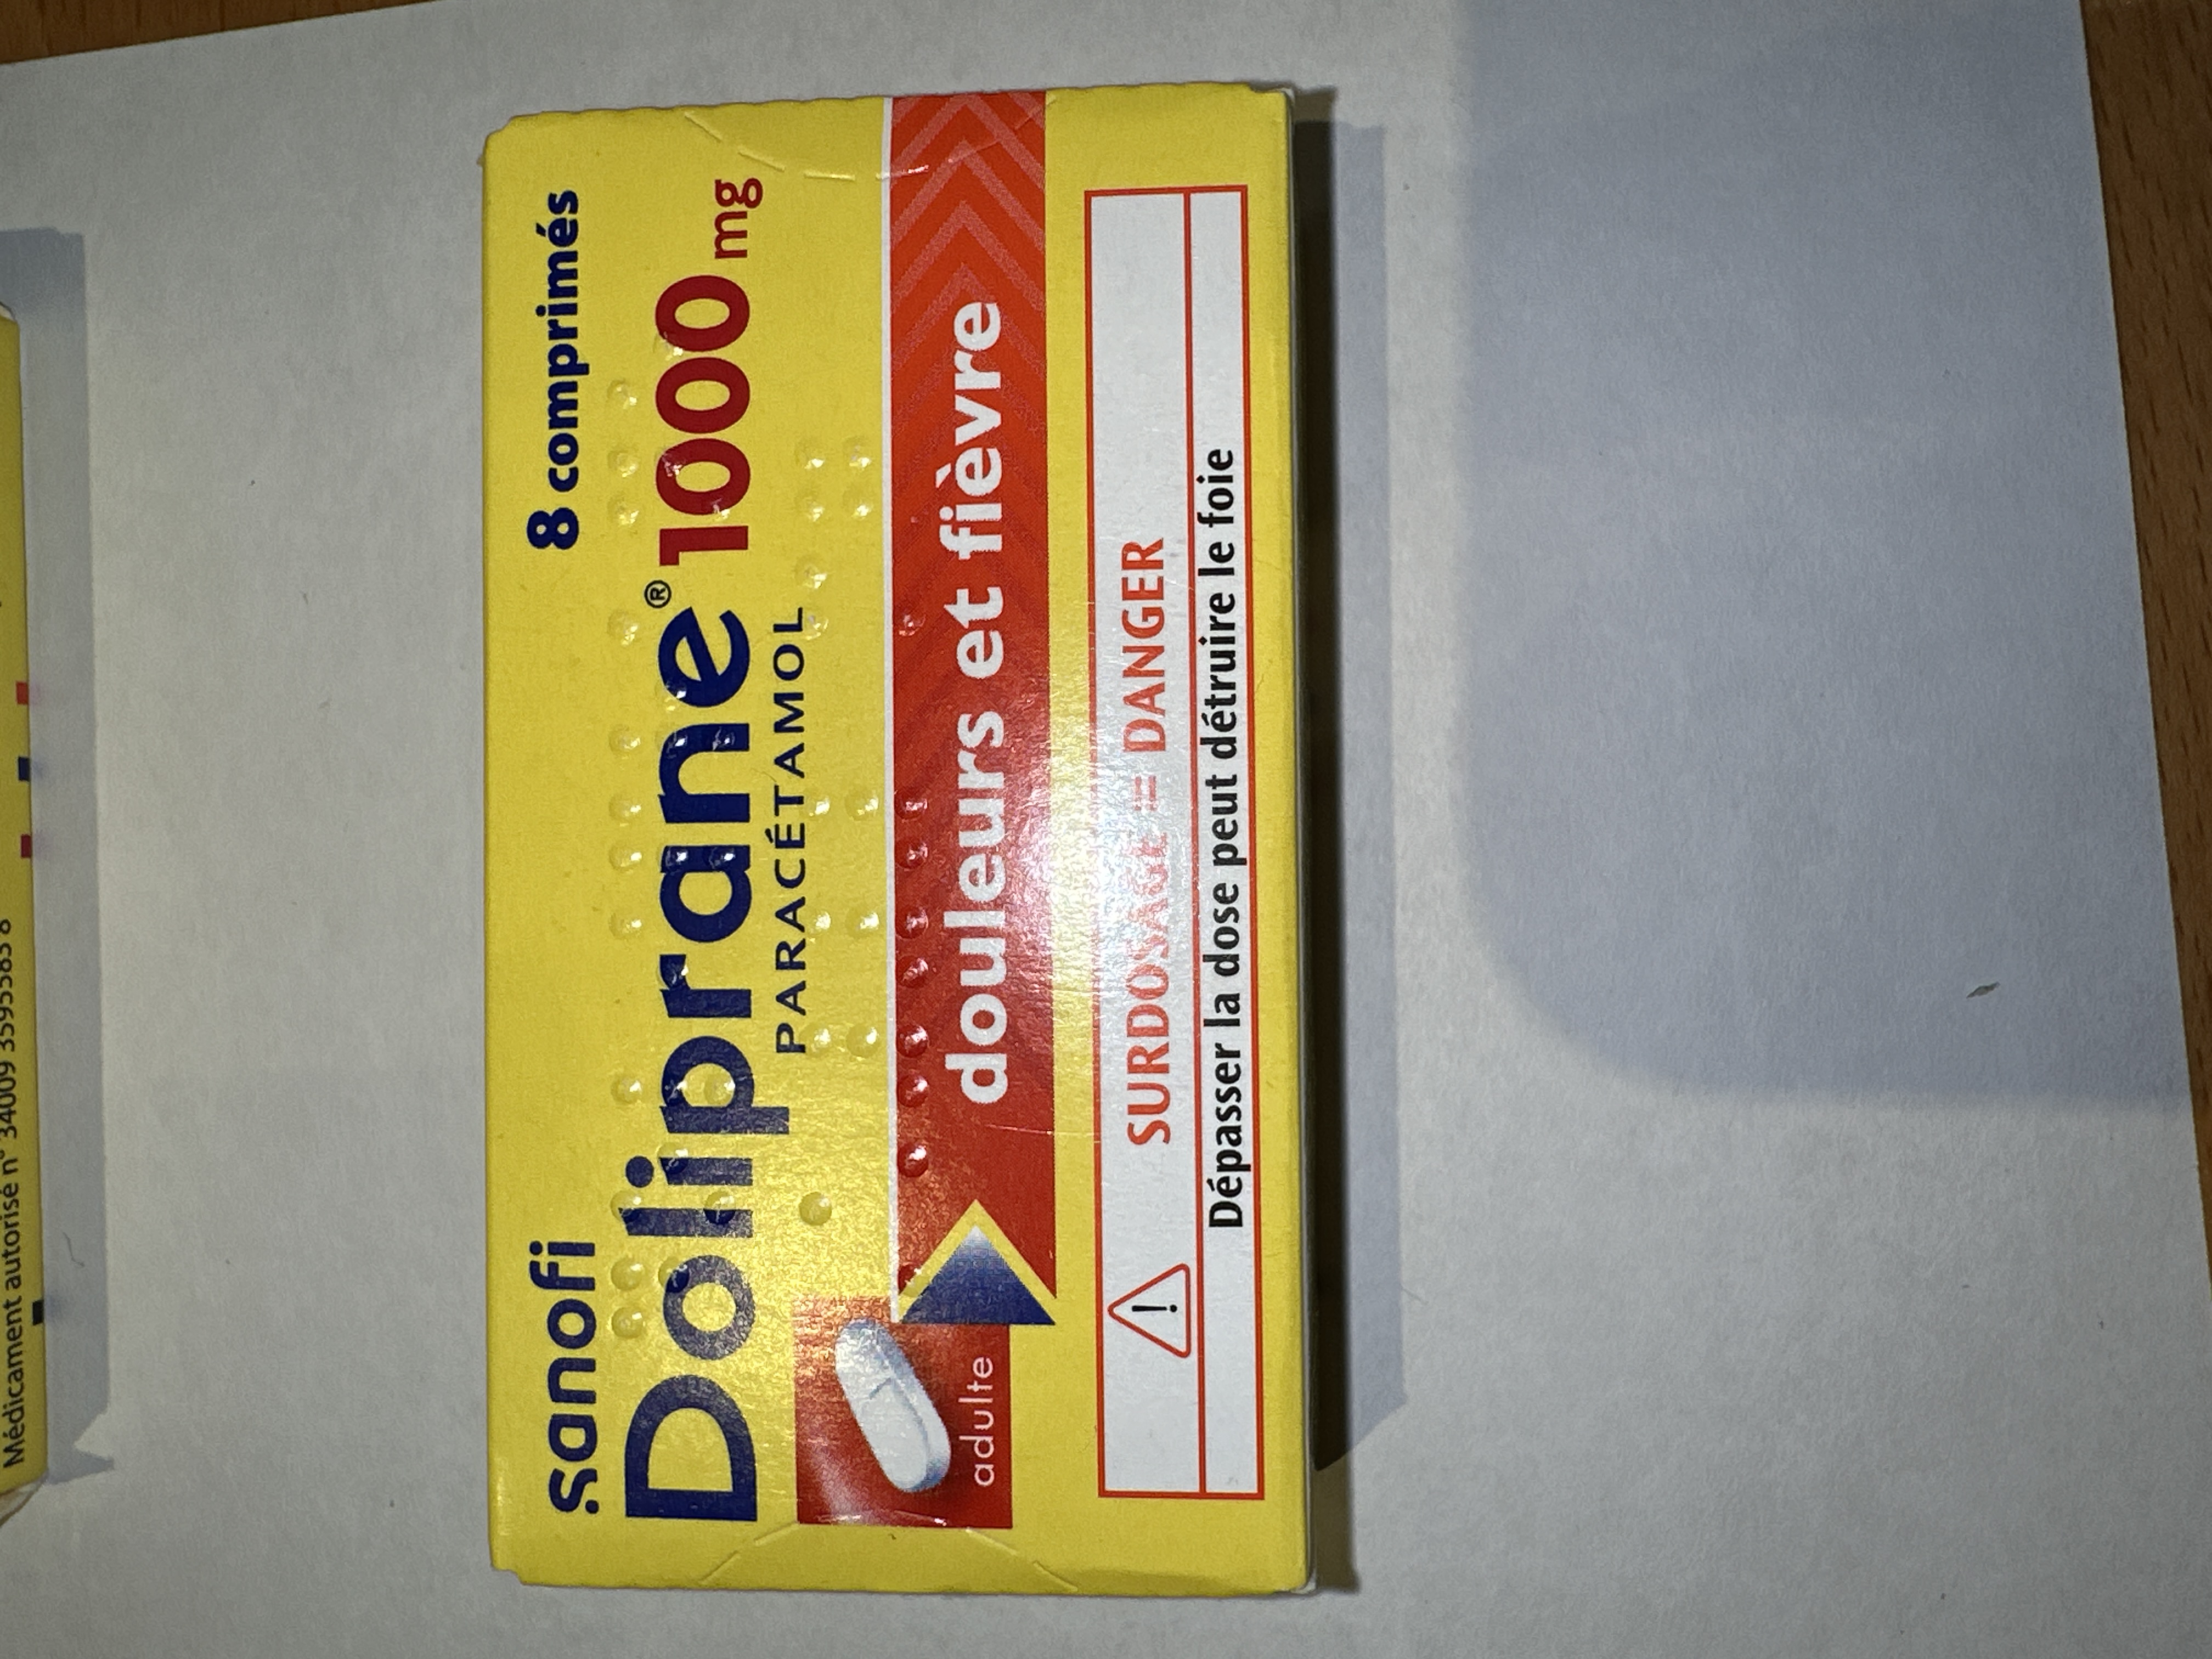 sanofi
8 comprimés
Doliprane® 1000 mg
PARACÉTAMOL
douleurs et fièvre
adulte
SURDOSAGE = DANGER
Dépasser la dose peut détruire le foie
Médicament autorisé n° 34009 3595583 8